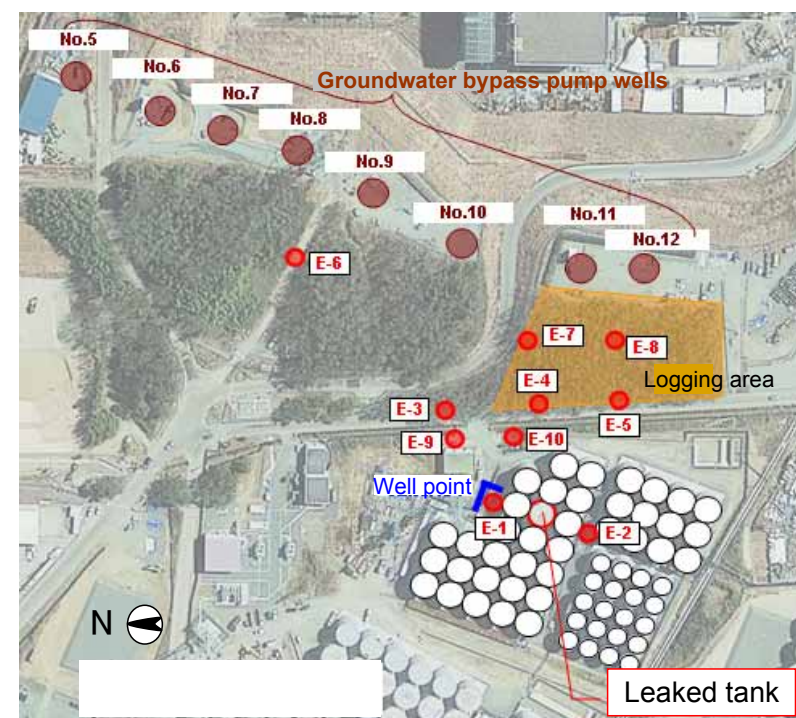 No.5
No.6
No.7
No.8
No.9
No.10
No.11
No.12
Groundwater bypass pump wells
E-6
E-7
E-8
Logging area
E-4
E-5
E-3
E-9
E-10
Well point
E-1
E-2
N
Leaked tank